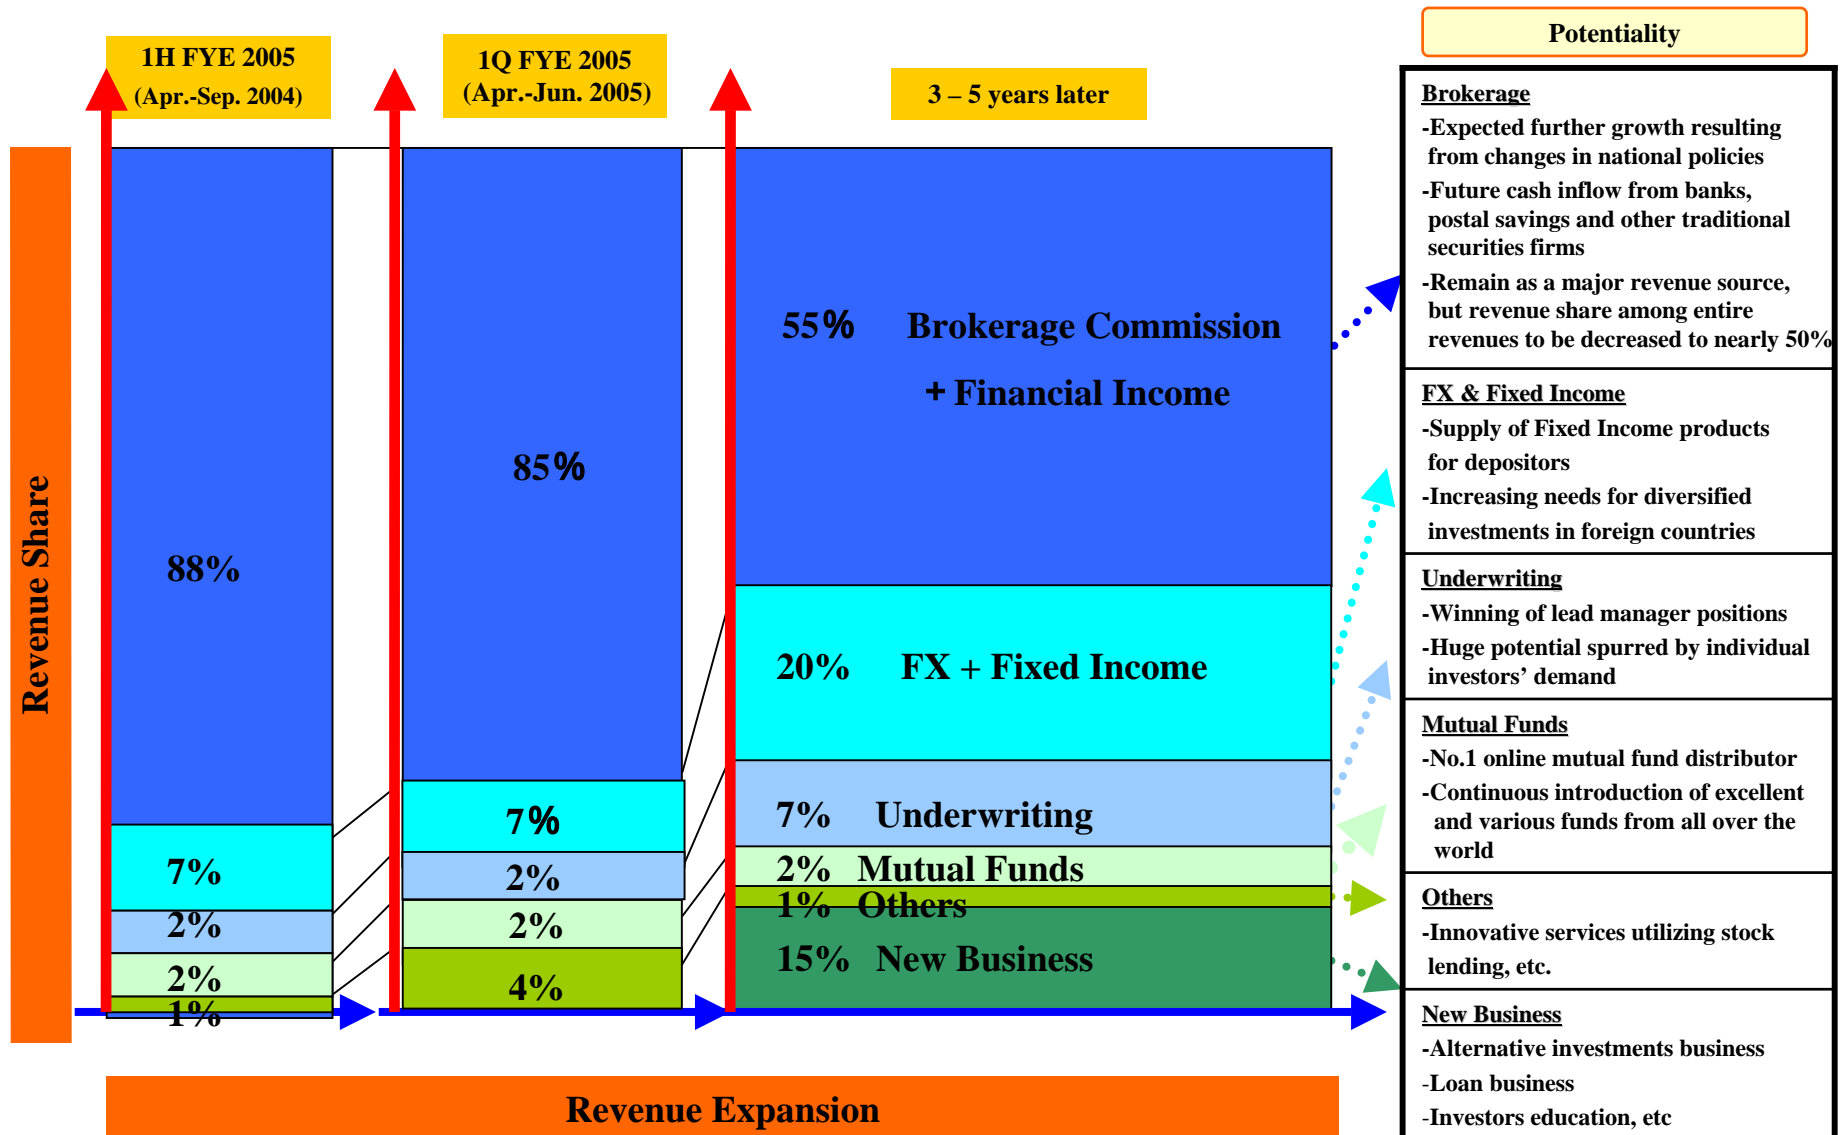 1H FYE 2005
(Apr.-Sep. 2004)
1Q FYE 2005
(Apr.-Jun. 2005)
3 – 5 years later
Potentiality
Revenue Share
88%
7%
2%
2%
1%
85%
7%
2%
2%
4%
55% Brokerage Commission
+ Financial Income
20% FX + Fixed Income
7% Underwriting
2% Mutual Funds
1% Others
15% New Business
Brokerage
-Expected further growth resulting
from changes in national policies
-Future cash inflow from banks,
postal savings and other traditional
securities firms
-Remain as a major revenue source,
but revenue share among entire
revenues to be decreased to nearly 50%
FX & Fixed Income
-Supply of Fixed Income products
for depositors
-Increasing needs for diversified
investments in foreign countries
Underwriting
-Winning of lead manager positions
-Huge potential spurred by individual
investors’ demand
Mutual Funds
-No.1 online mutual fund distributor
-Continuous introduction of excellent
and various funds from all over the
world
Others
-Innovative services utilizing stock
lending, etc.
New Business
-Alternative investments business
-Loan business
-Investors education, etc
Revenue Expansion